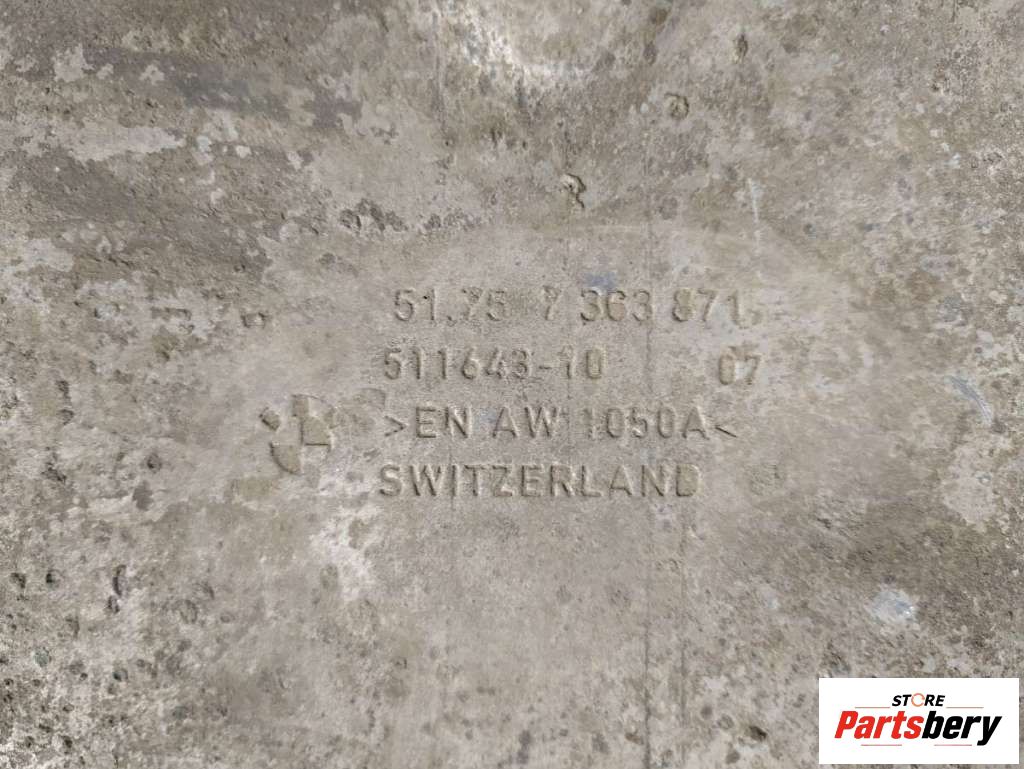 51.75 7 363 871
511643-10 07
>EN AW 1050A<
SWITZERLAND
STORE
Partsbery